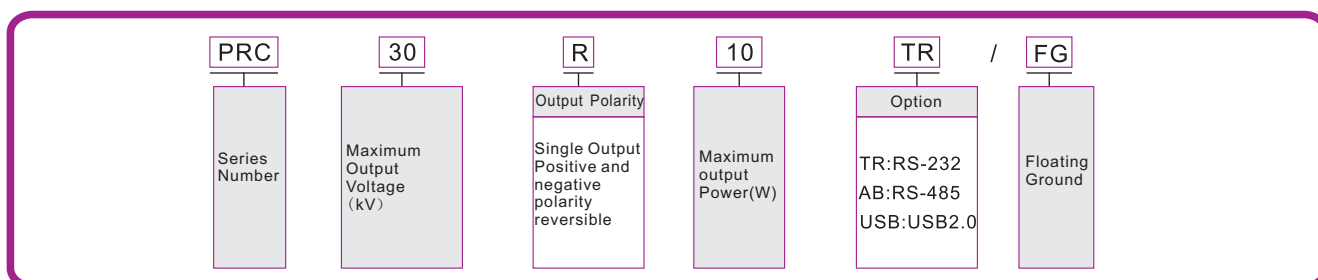 PRC 30 R 10 TR / FG
Series
Number
Maximum
Output
Voltage
（kV）
Output Polarity
Single Output
Positive and
negative
polarity
reversible
Maximum
output
Power(W)
Option
TR:RS-232
AB:RS-485
USB:USB2.0
Floating
Ground